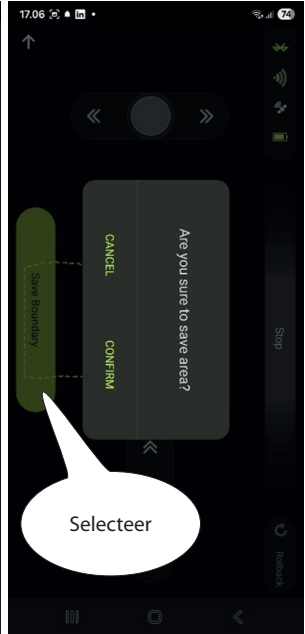 17.06
74
Are you sure to save area?
CANCEL
CONFIRM
Save Boundary
Stop
Rollback
Selecteer